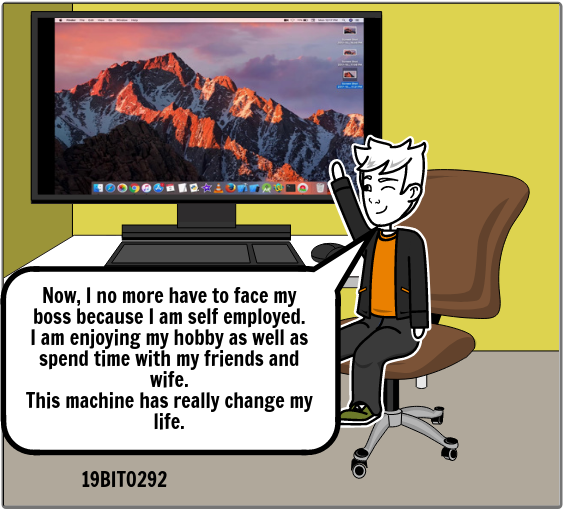 Now, I no more have to face my
boss because I am self employed.
I am enjoying my hobby as well as
spend time with my friends and
wife.
This machine has really change my
life.
19BIT0292